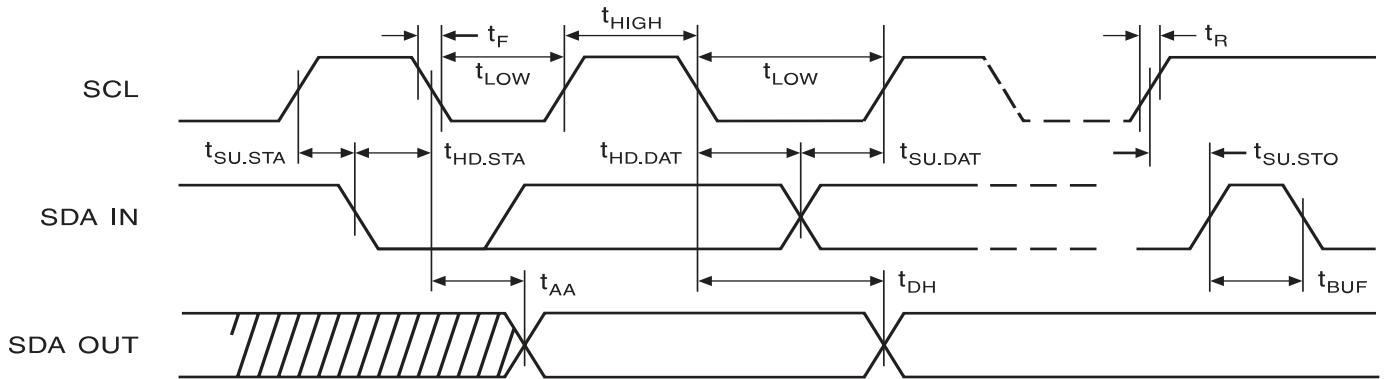 SCL
tF
tHIGH
tLOW
tLOW
tR
tSU.STA
tHD.STA
tHD.DAT
tSU.DAT
tSU.STO
SDA IN
tAA
tDH
tBUF
SDA OUT